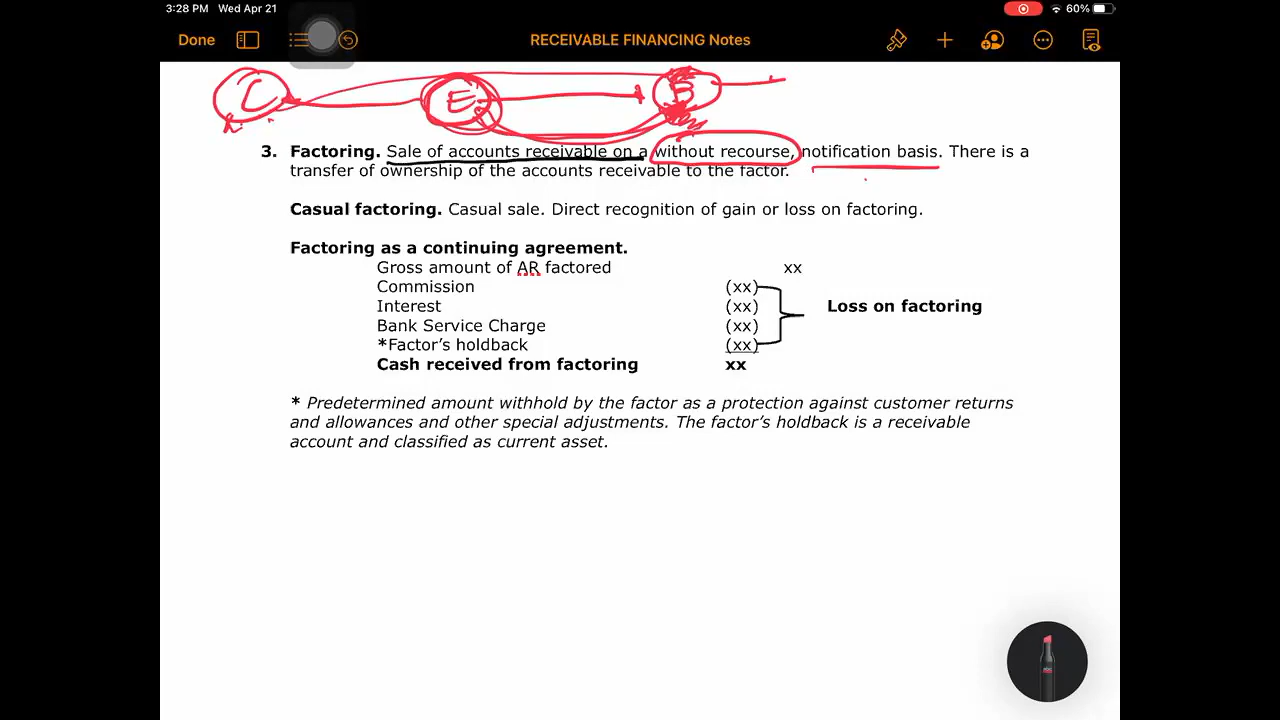 3:28 PM Wed Apr 21
60%
Done
RECEIVABLE FINANCING Notes
C E B
3. Factoring. Sale of accounts receivable on a without recourse, notification basis. There is a
transfer of ownership of the accounts receivable to the factor.
Casual factoring. Casual sale. Direct recognition of gain or loss on factoring.
Factoring as a continuing agreement.
Gross amount of AR factored xx
Commission (xx)
Interest (xx) Loss on factoring
Bank Service Charge (xx)
*Factor's holdback (xx)
Cash received from factoring xx
* Predetermined amount withhold by the factor as a protection against customer returns
and allowances and other special adjustments. The factor's holdback is a receivable
account and classified as current asset.